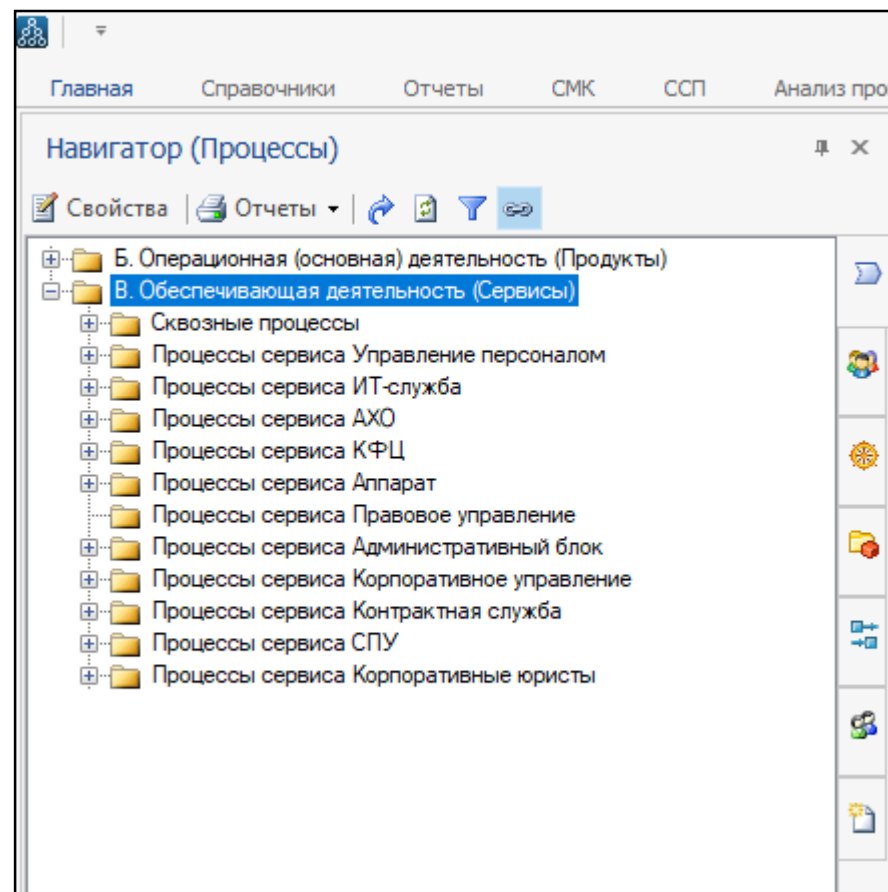 Главная Справочники Отчеты СМК ССП Анализ про
Навигатор (Процессы)
Свойства Отчеты
Б. Операционная (основная) деятельность (Продукты)
В. Обеспечивающая деятельность (Сервисы)
Сквозные процессы
Процессы сервиса Управление персоналом
Процессы сервиса ИТ-служба
Процессы сервиса АХО
Процессы сервиса КФЦ
Процессы сервиса Аппарат
Процессы сервиса Правовое управление
Процессы сервиса Административный блок
Процессы сервиса Корпоративное управление
Процессы сервиса Контрактная служба
Процессы сервиса СПУ
Процессы сервиса Корпоративные юристы